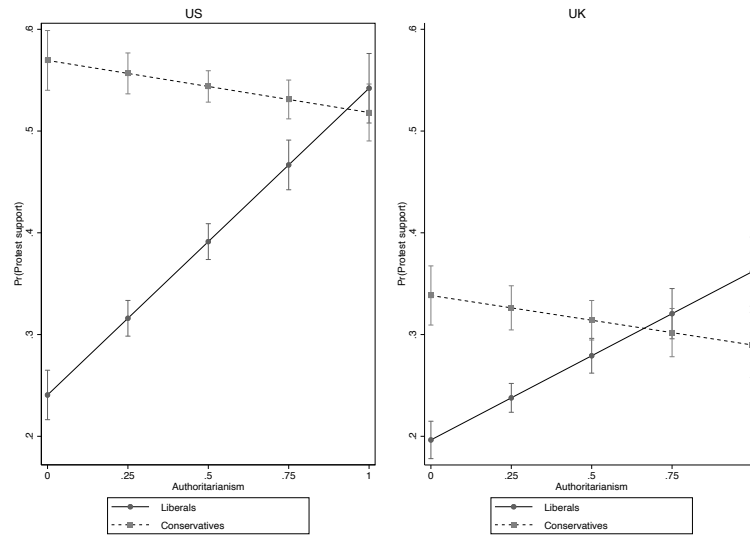 US
Pr(Protest support)
.6
.5
.4
.3
.2
0
.25
.5
.75
1
Authoritarianism
Liberals
Conservatives
UK
Pr(Protest support)
.6
.5
.4
.3
.2
0
.25
.5
.75
Authoritarianism
Liberals
Conservatives